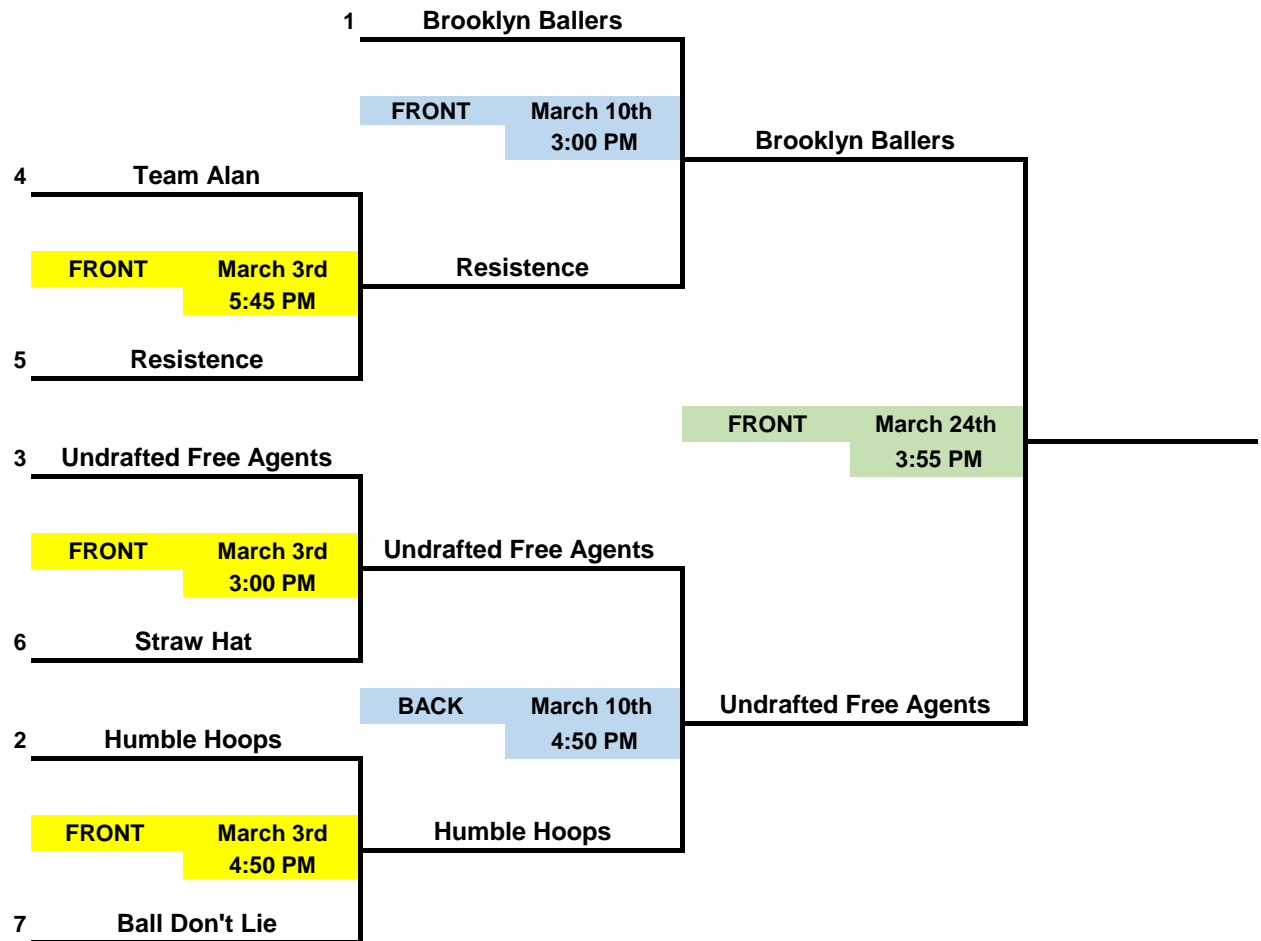 1 Brooklyn Ballers
FRONT March 10th
3:00 PM
Brooklyn Ballers
4 Team Alan
FRONT March 3rd
5:45 PM
Resistence
5 Resistence
FRONT March 24th
3:55 PM
3 Undrafted Free Agents
FRONT March 3rd
3:00 PM
Undrafted Free Agents
6 Straw Hat
BACK March 10th
4:50 PM
Undrafted Free Agents
2 Humble Hoops
FRONT March 3rd
4:50 PM
Humble Hoops
7 Ball Don't Lie